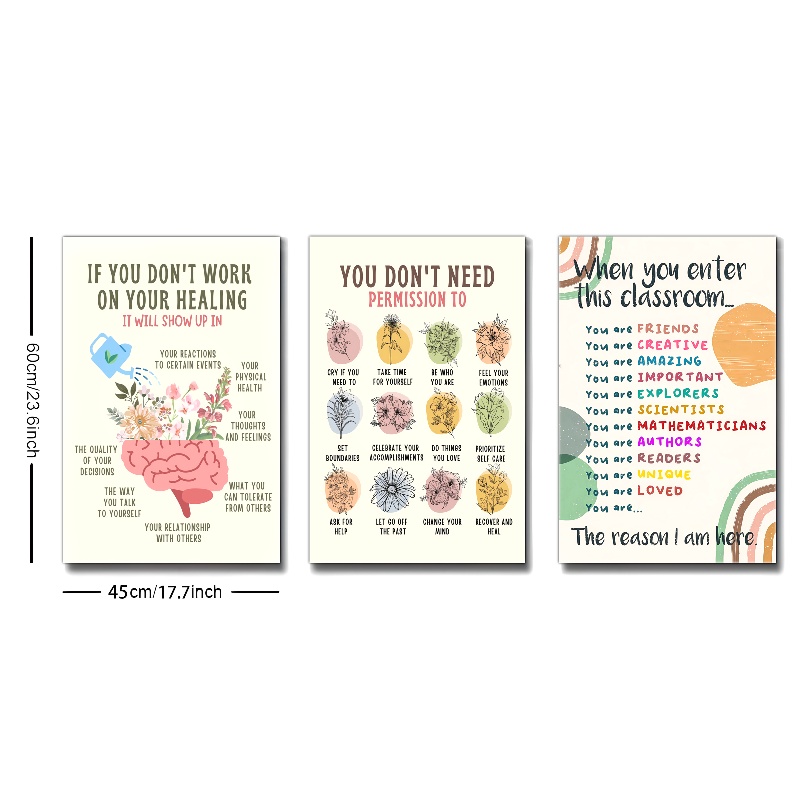 60cm/23.6inch
45cm/17.7inch
IF YOU DON'T WORK
ON YOUR HEALING
IT WILL SHOW UP IN
YOUR REACTIONS
TO CERTAIN EVENTS
YOUR
PHYSICAL
HEALTH
YOUR
THOUGHTS
AND FEELINGS
THE QUALITY
OF YOUR
DECISIONS
THE WAY
YOU TALK
TO YOURSELF
WHAT YOU
CAN TOLERATE
FROM OTHERS
YOUR RELATIONSHIP
WITH OTHERS
YOU DON'T NEED
PERMISSION TO
CRY IF YOU
NEED TO
TAKE TIME
FOR YOURSELF
BE WHO
YOU ARE
FEEL YOUR
EMOTIONS
SET
BOUNDARIES
CELEBRATE YOUR
ACCOMPLISHMENTS
DO THINGS
YOU LOVE
PRIORITIZE
SELF CARE
ASK FOR
HELP
LET GO OFF
THE PAST
CHANGE YOUR
MIND
RECOVER AND
HEAL
When you enter
this classroom...
You are FRIENDS
You are CREATIVE
You are AMAZING
You are IMPORTANT
You are EXPLORERS
You are SCIENTISTS
You are MATHEMATICIANS
You are AUTHORS
You are READERS
You are UNIQUE
You are LOVED
You are...
The reason I am here.